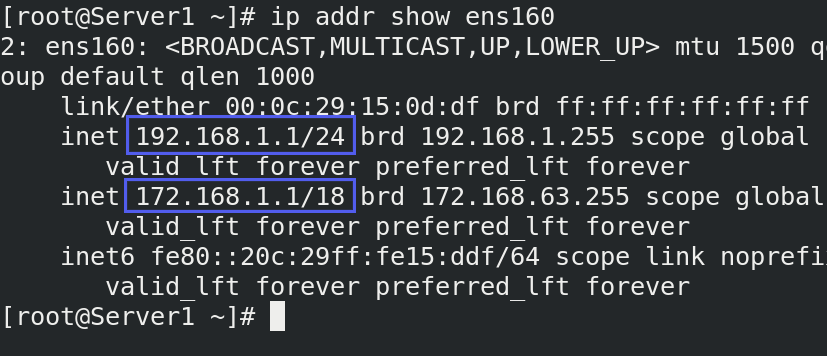 [root@Server1 ~]# ip addr show ens160
2: ens160: <BROADCAST,MULTICAST,UP,LOWER_UP> mtu 1500
oup default qlen 1000
link/ether 00:0c:29:15:0d:df brd ff:ff:ff:ff:ff:ff
inet 192.168.1.1/24 brd 192.168.1.255 scope global
valid_lft forever preferred_lft forever
inet 172.168.1.1/18 brd 172.168.63.255 scope global
valid_lft forever preferred_lft forever
inet6 fe80::20c:29ff:fe15:ddf/64 scope link noprefi
valid_lft forever preferred_lft forever
[root@Server1 ~]#